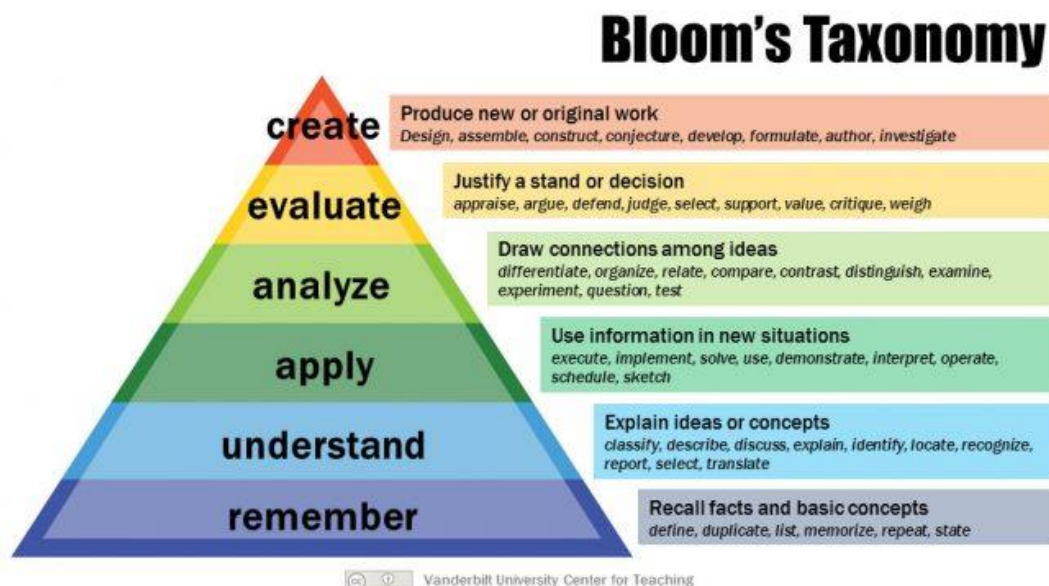 Bloom's Taxonomy
create
Produce new or original work
Design, assemble, construct, conjecture, develop, formulate, author, investigate
evaluate
Justify a stand or decision
appraise, argue, defend, judge, select, support, value, critique, weigh
analyze
Draw connections among ideas
differentiate, organize, relate, compare, contrast, distinguish, examine,
experiment, question, test
apply
Use information in new situations
execute, implement, solve, use, demonstrate, interpret, operate,
schedule, sketch
understand
Explain ideas or concepts
classify, describe, discuss, explain, identify, locate, recognize,
report, select, translate
remember
Recall facts and basic concepts
define, duplicate, list, memorize, repeat, state
cc
Vanderbilt University Center for Teaching